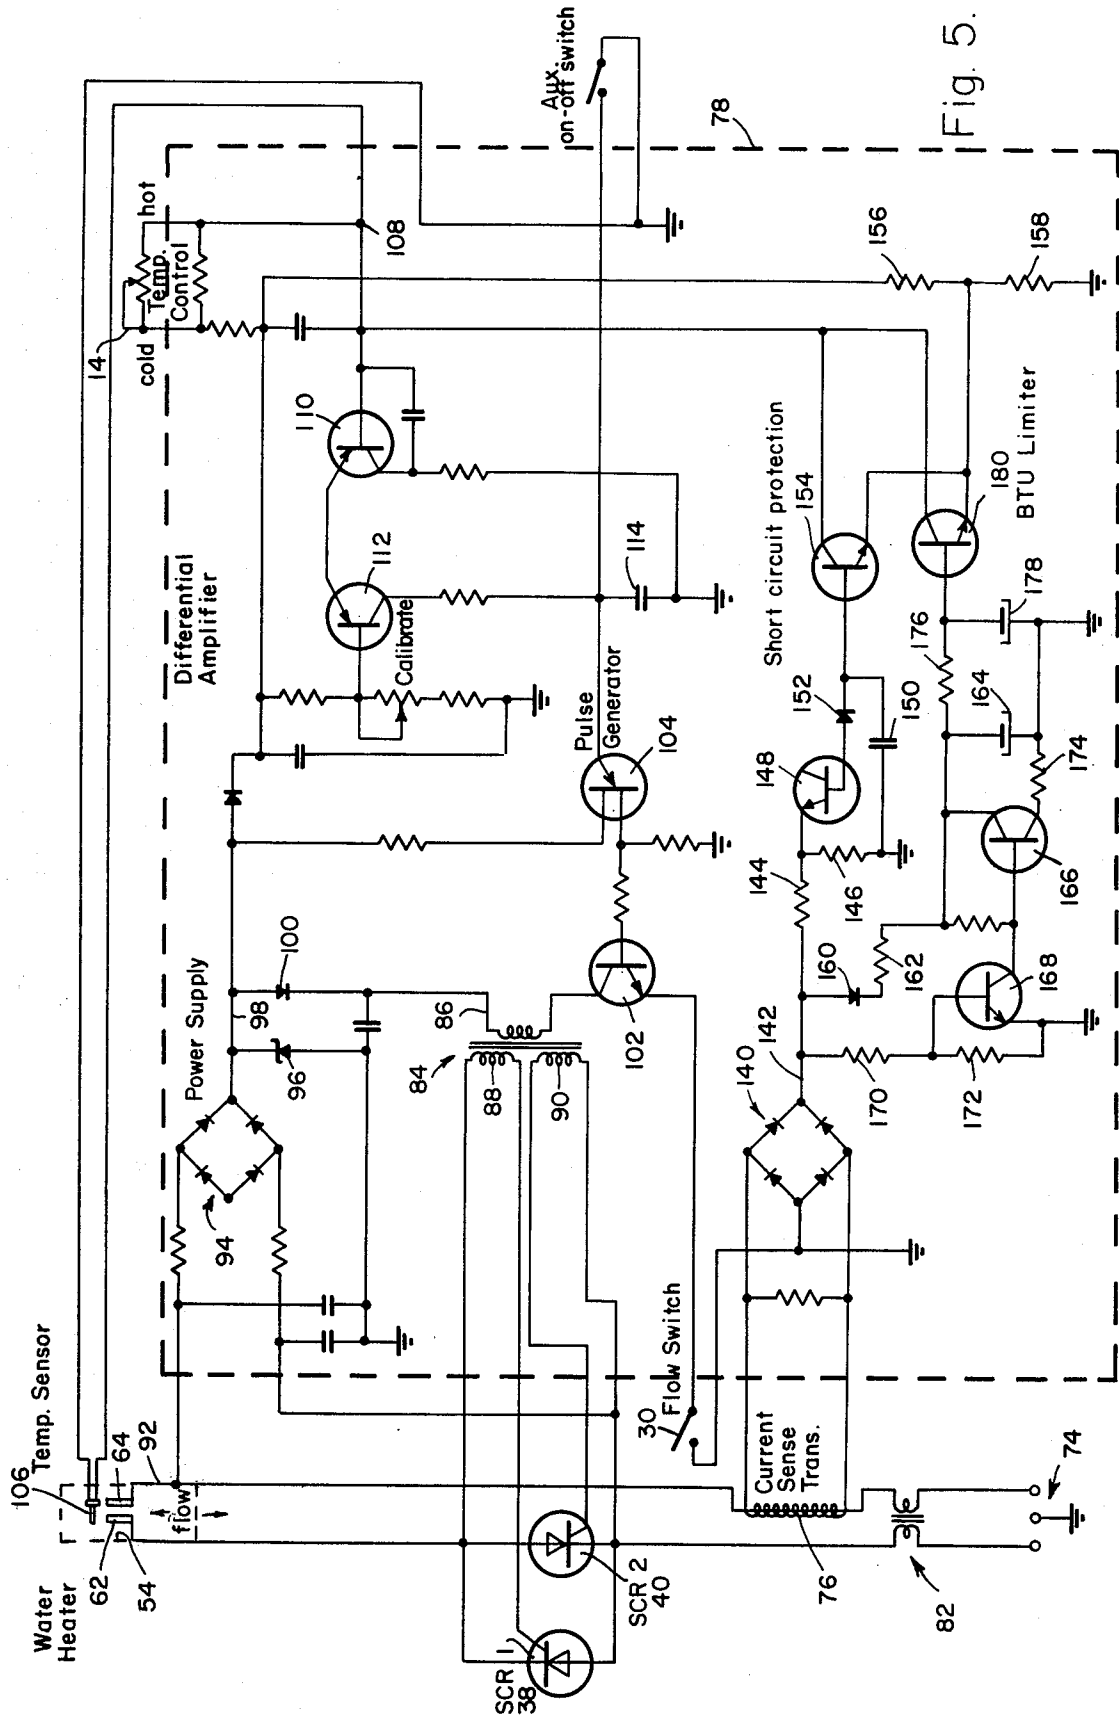 Water
Heater
106
Temp. Sensor
62
64
54
92
flow
SCR 1
38
SCR 2
40
30
Flow Switch
Current
Sense
Trans.
76
82
74
94
Power Supply
98
96
100
84
86
88
90
102
Pulse
Generator
104
Differential
Amplifier
112
Calibrate
110
114
14
cold
hot
Temp.
Control
108
Aux.
on-off switch
78
140
142
144
146
148
150
152
154
Short circuit protection
156
158
160
162
164
166
168
170
172
174
176
178
180
BTU Limiter
Fig. 5.